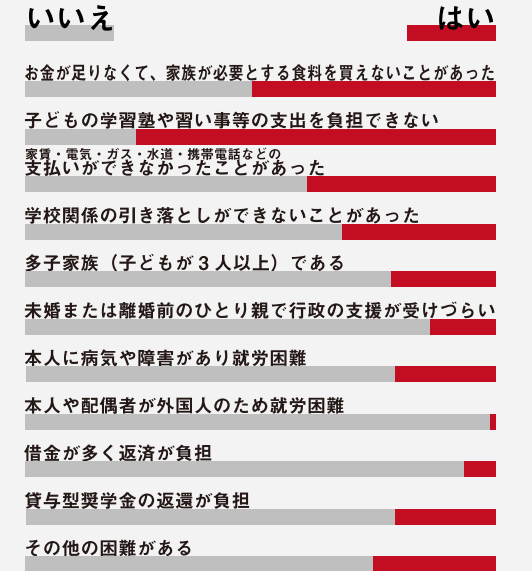 いいえ
はい
お金が足りなくて、家族が必要とする食料を買えないことがあった
子どもの学習塾や習い事等の支出を負担できない
家賃・電気・ガス・水道・携帯電話などの
支払いができなかったことがあった
学校関係の引き落としができないことがあった
多子家族（子どもが３人以上）である
未婚または離婚前のひとり親で行政の支援が受けづらい
本人に病気や障害があり就労困難
本人や配偶者が外国人のため就労困難
借金が多く返済が負担
貸与型奨学金の返還が負担
その他の困難がある